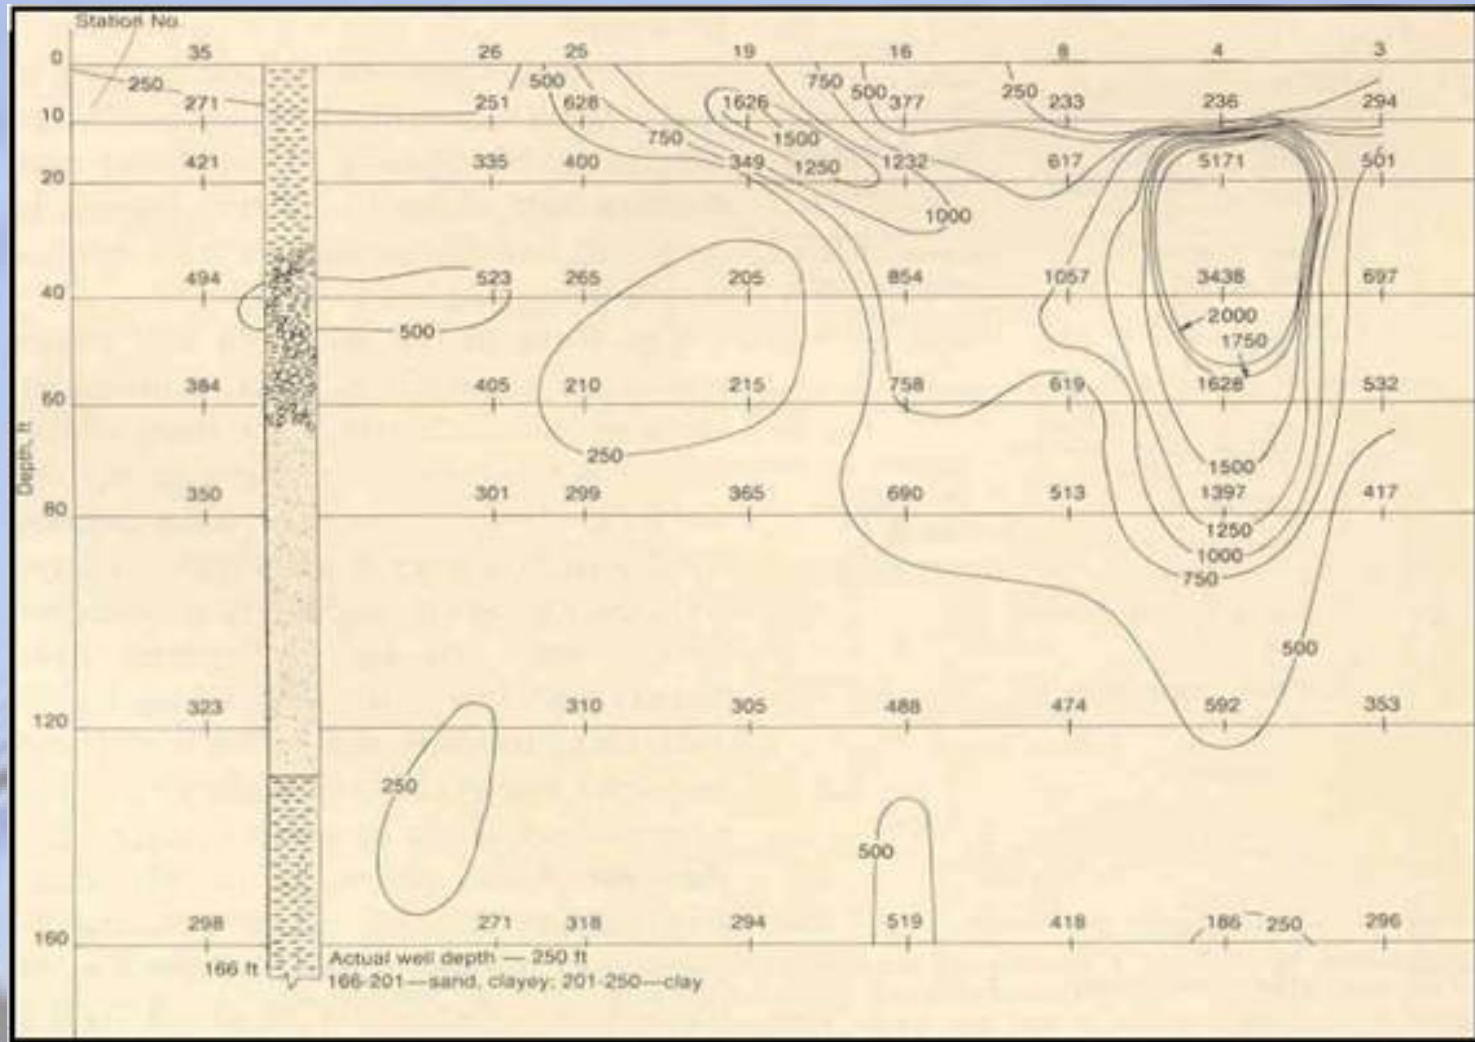 Station No.
35 26 25 19 16 8 4 3
0
250 500 750 500 250
271 251 628 1626 377 233 236 294
10
750 1500
421 335 400 349 1250 1232 617 5171 501
20
1000
494 523 265 205 854 1057 3438 697
40
500 2000
1750
384 405 210 215 758 619 1628 532
60
250
1500
Depth, ft
350 301 299 365 690 513 1397 417
80
1250
1000
750
500
323 310 305 488 474 592 353
120
250
500
298 271 318 294 519 418 186 250 296
160
166 ft Actual well depth — 250 ft
166-201—sand, clayey; 201-250—clay